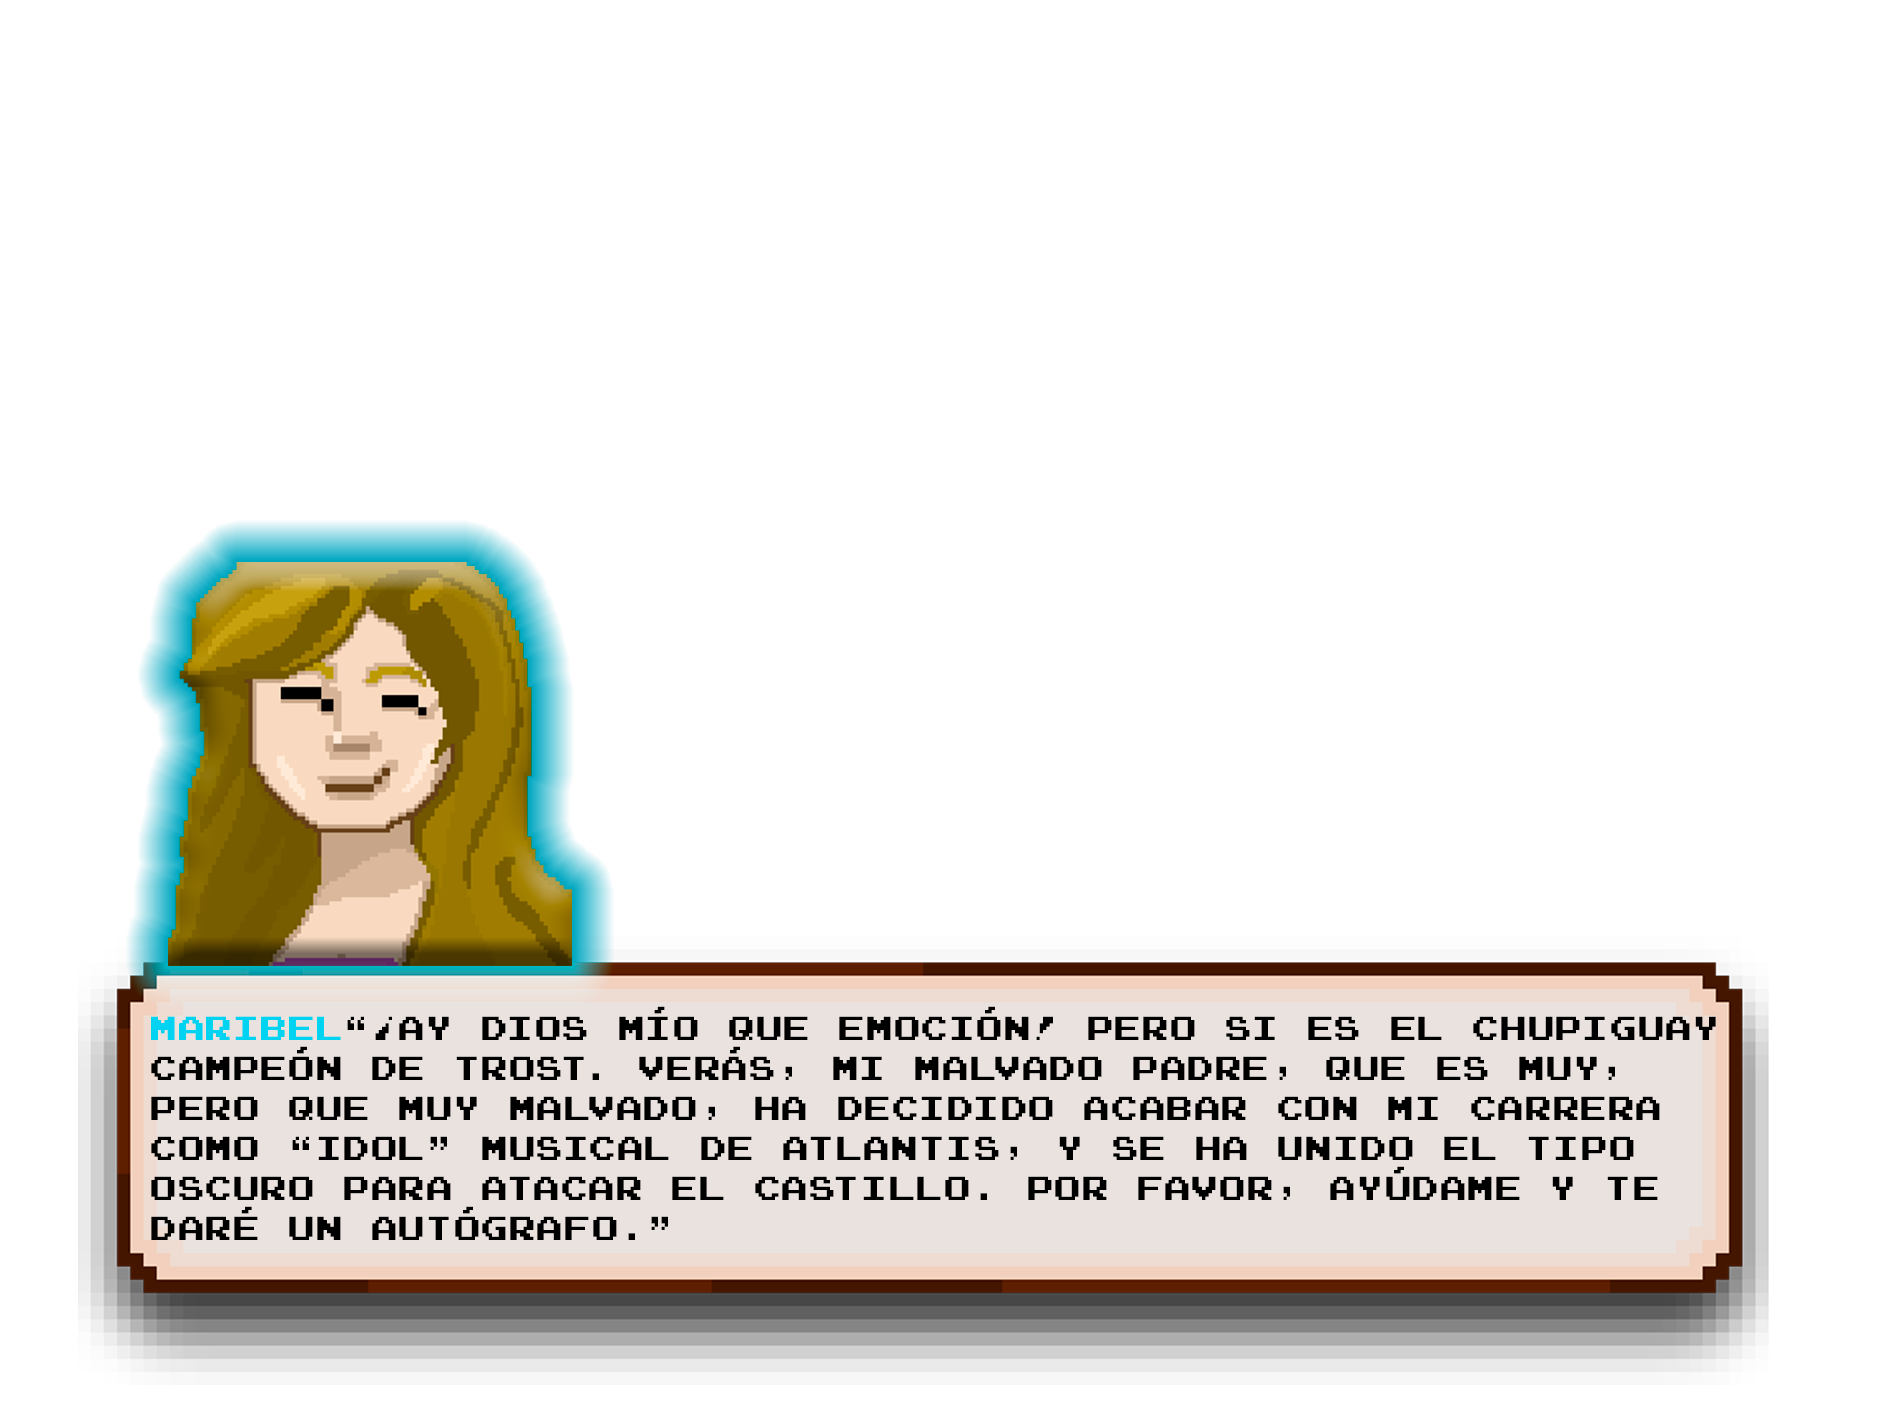 MARIBEL“¡AY DIOS MÍO QUE EMOCIÓN! PERO SI ES EL CHUPIGUAY
CAMPEÓN DE TROST. VERÁS, MI MALVADO PADRE, QUE ES MUY,
PERO QUE MUY MALVADO, HA DECIDIDO ACABAR CON MI CARRERA
COMO “IDOL” MUSICAL DE ATLANTIS, Y SE HA UNIDO EL TIPO
OSCURO PARA ATACAR EL CASTILLO. POR FAVOR, AYÚDAME Y TE
DARÉ UN AUTÓGRAFO.”